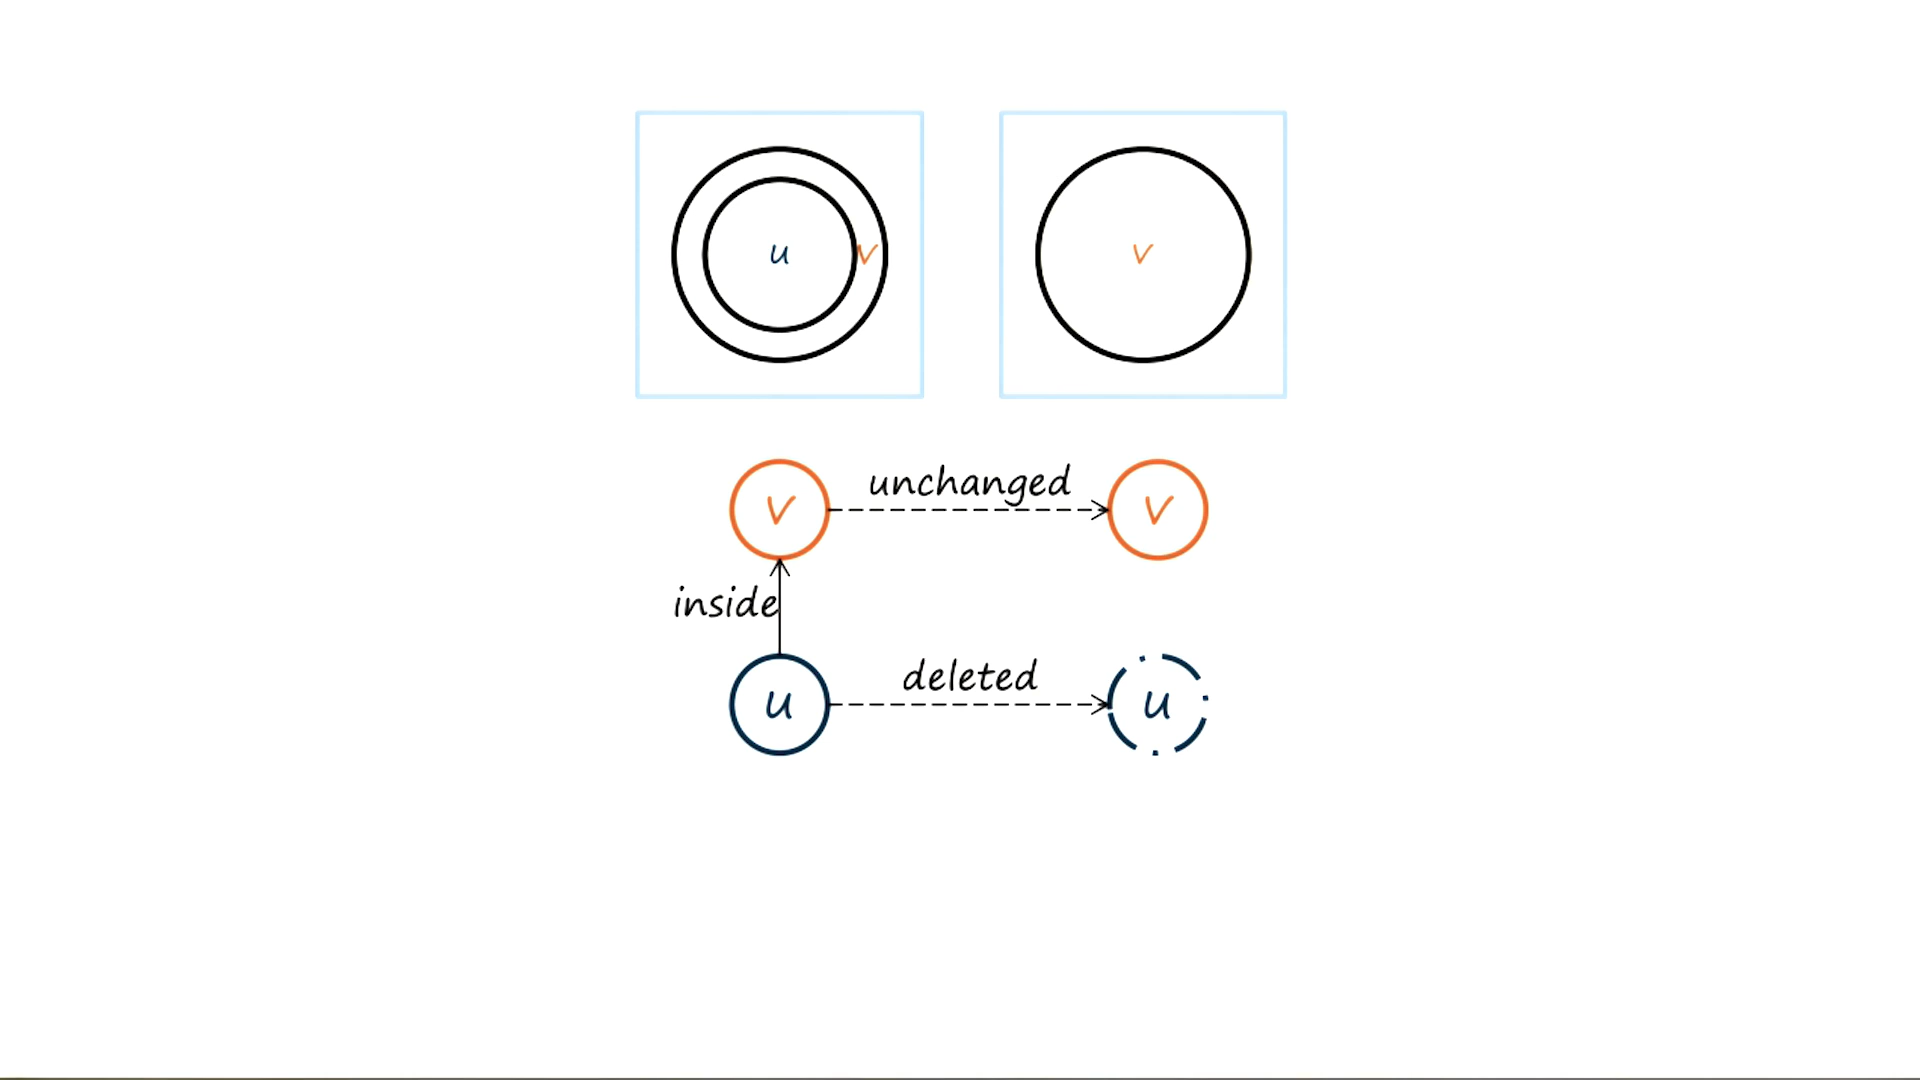 u v
v
v unchanged v
inside
u deleted u